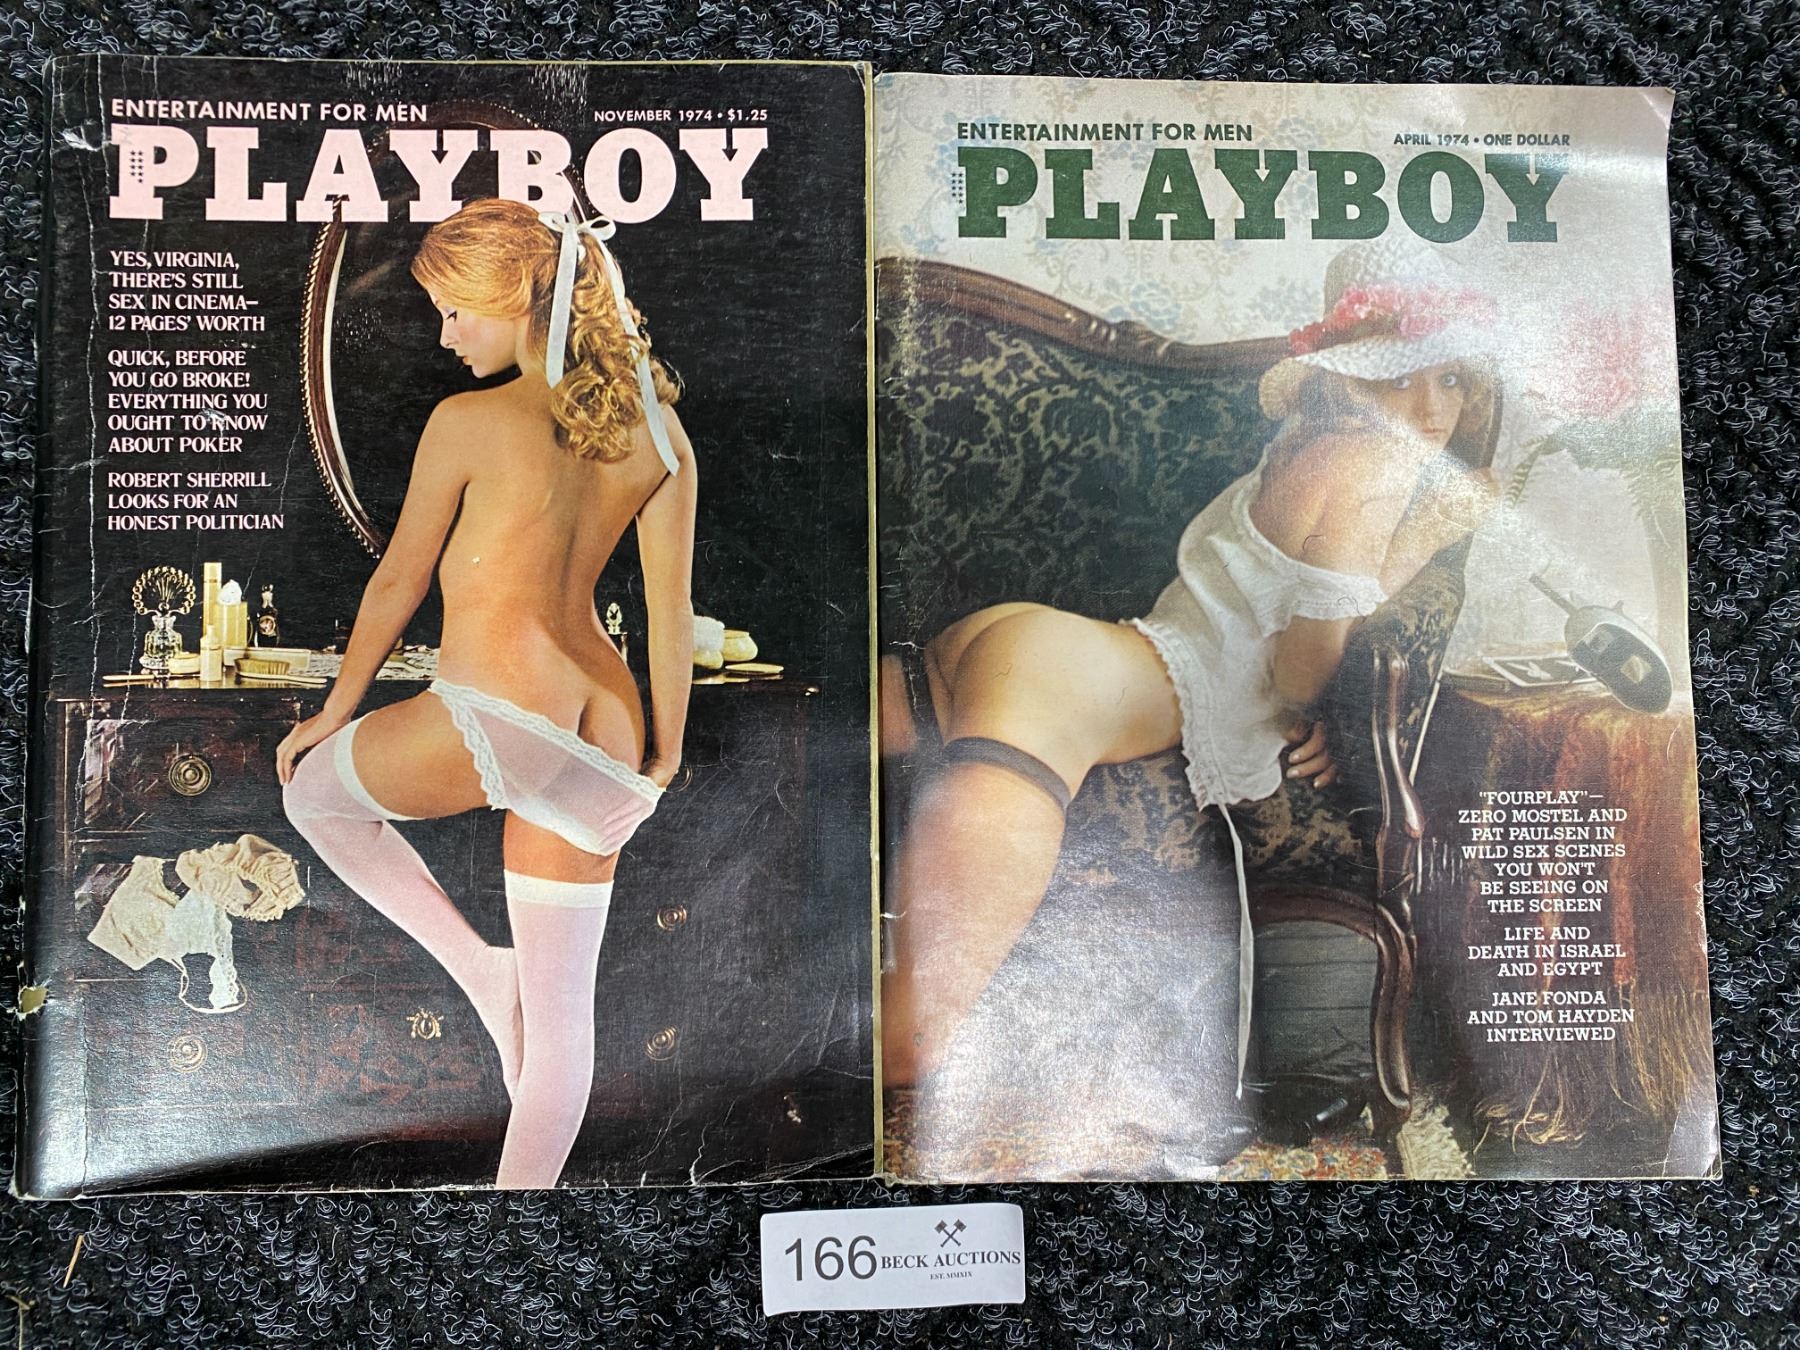 ENTERTAINMENT FOR MEN
NOVEMBER 1974 • $1.25
PLAYBOY
YES, VIRGINIA,
THERE'S STILL
SEX IN CINEMA–
12 PAGES' WORTH
QUICK, BEFORE
YOU GO BROKE!
EVERYTHING YOU
OUGHT TO KNOW
ABOUT POKER
ROBERT SHERRILL
LOOKS FOR AN
HONEST POLITICIAN
ENTERTAINMENT FOR MEN
APRIL 1974 • ONE DOLLAR
PLAYBOY
"FOURPLAY"–
ZERO MOSTEL AND
PAT PAULSEN IN
WILD SEX SCENES
YOU WON'T
BE SEEING ON
THE SCREEN
LIFE AND
DEATH IN ISRAEL
AND EGYPT
JANE FONDA
AND TOM HAYDEN
INTERVIEWED
166
BECK AUCTIONS
EST. MMXIX